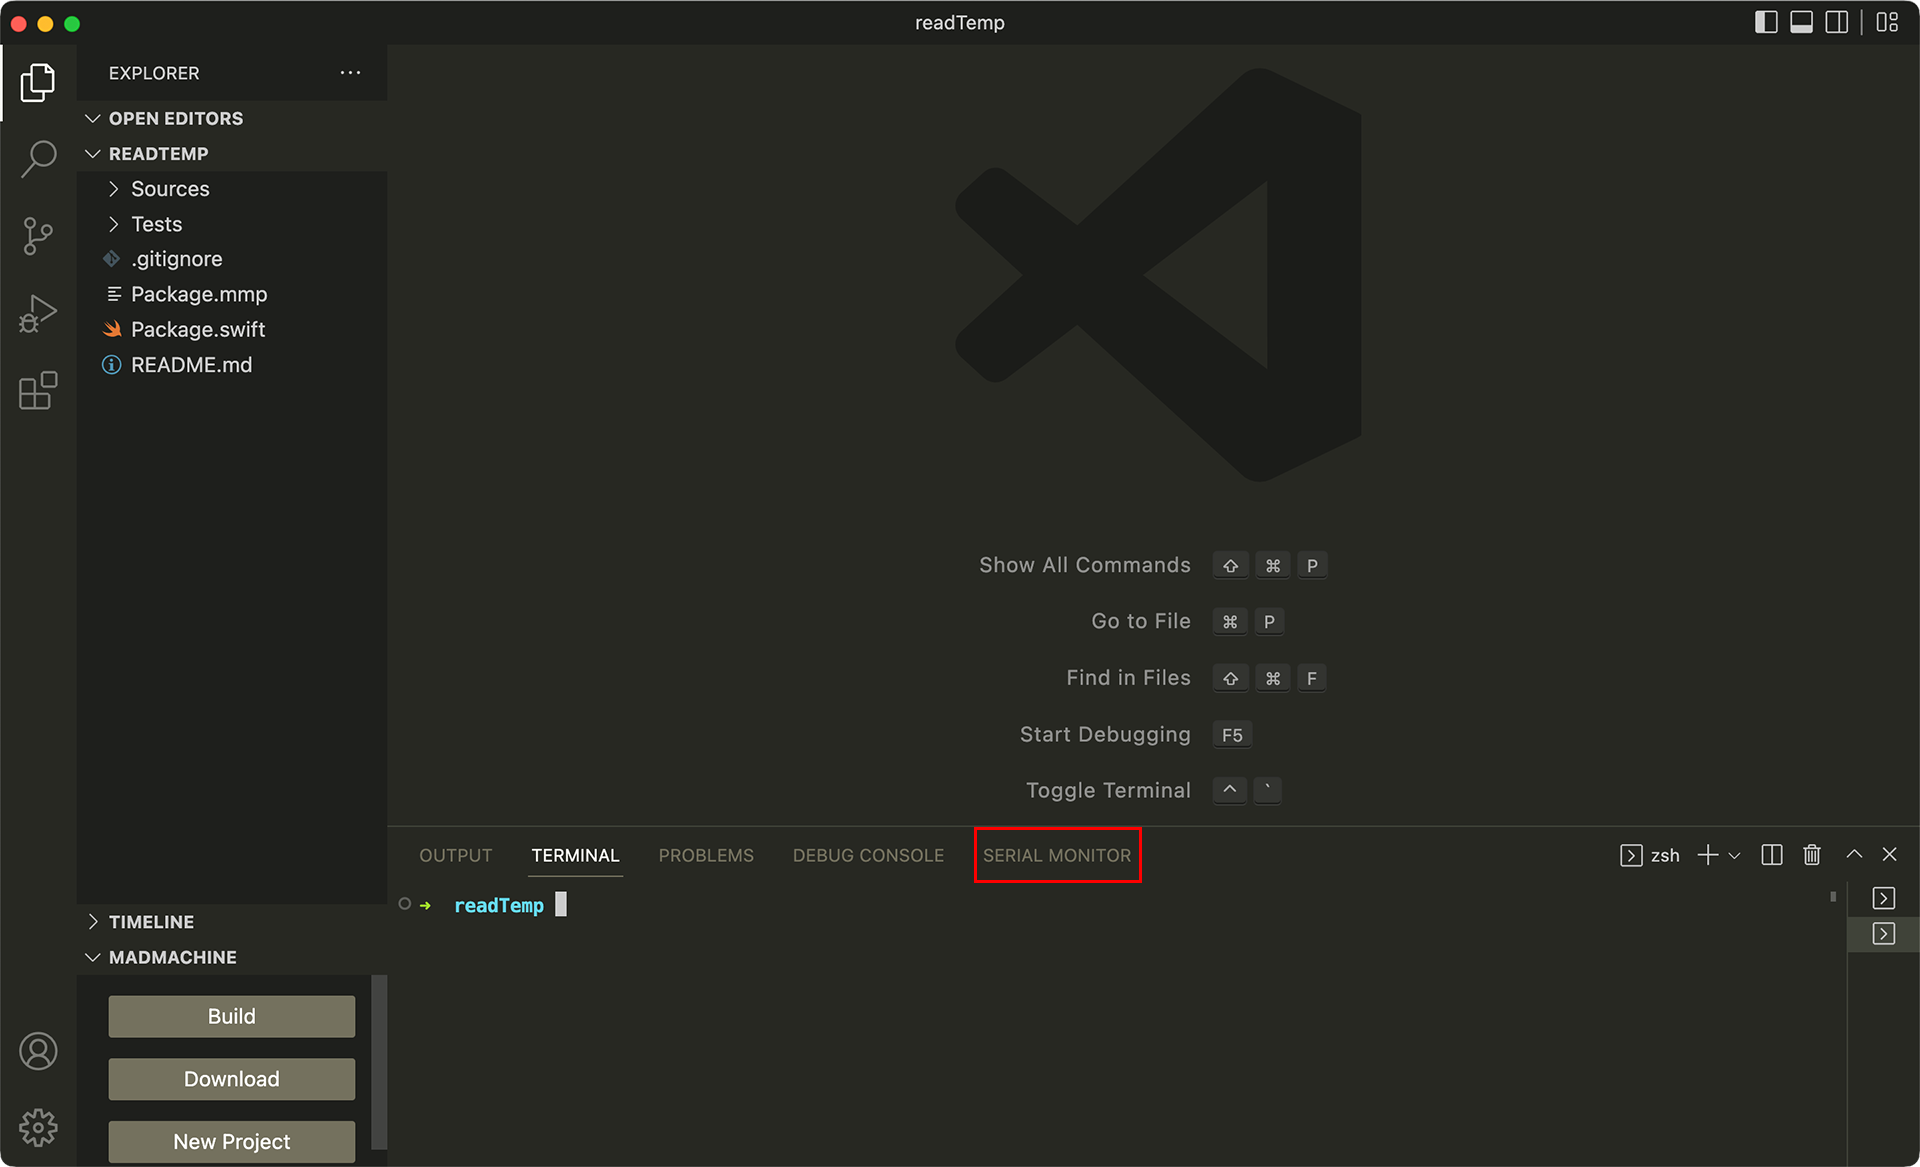 readTemp
EXPLORER
OPEN EDITORS
READTEMP
Sources
Tests
.gitignore
Package.mmp
Package.swift
README.md
Show All Commands ⇧ ⌘ P
Go to File ⌘ P
Find in Files ⇧ ⌘ F
Start Debugging F5
Toggle Terminal ^ `
OUTPUT TERMINAL PROBLEMS DEBUG CONSOLE SERIAL MONITOR zsh
→ readTemp
TIMELINE
MADMACHINE
Build
Download
New Project